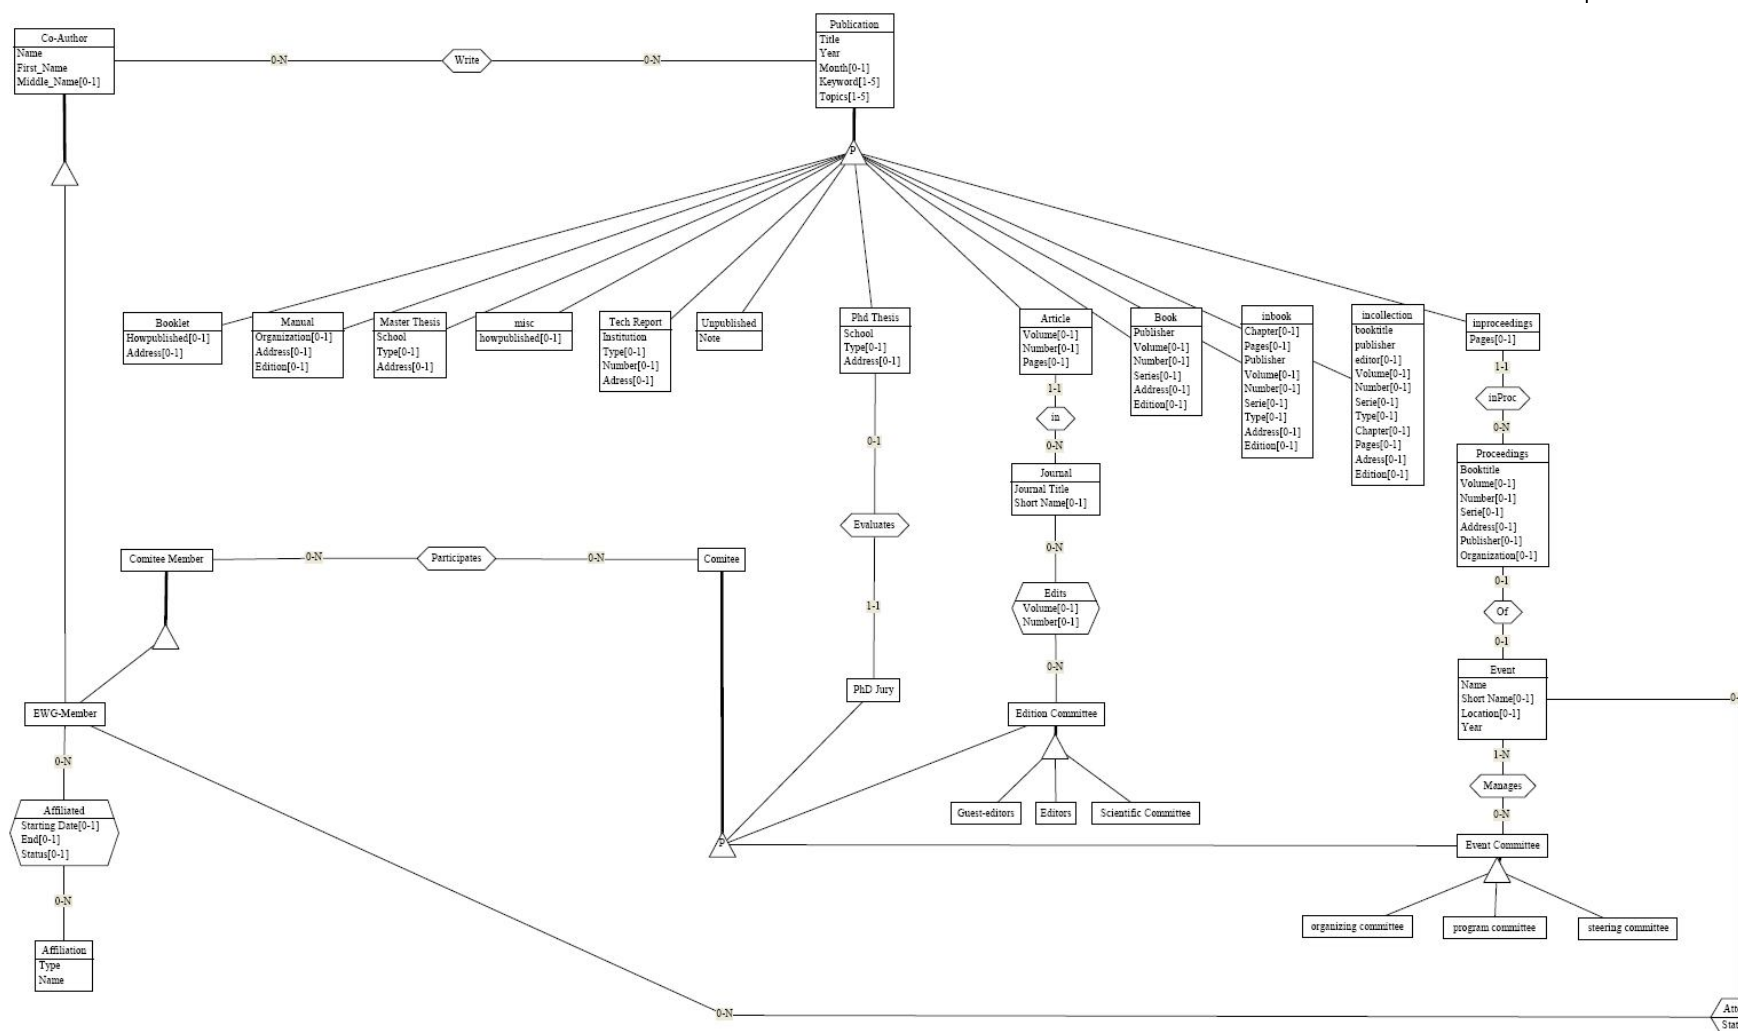 Co-Author
Name
First_Name
Middle_Name[0-1]
0-N
Write
0-N
Publication
Title
Year
Month[0-1]
Keyword[1-5]
Topics[1-5]
P
Booklet
Howpublished[0-1]
Address[0-1]
Manual
Organization[0-1]
Address[0-1]
Edition[0-1]
Master Thesis
School
Type[0-1]
Address[0-1]
misc
howpublished[0-1]
Tech Report
Institution
Type[0-1]
Number[0-1]
Adress[0-1]
Unpublished
Note
Phd Thesis
School
Type[0-1]
Address[0-1]
Article
Volume[0-1]
Number[0-1]
Pages[0-1]
Book
Publisher
Volume[0-1]
Number[0-1]
Series[0-1]
Address[0-1]
Edition[0-1]
inbook
Chapter[0-1]
Pages[0-1]
Publisher
Volume[0-1]
Number[0-1]
Serie[0-1]
Type[0-1]
Address[0-1]
Edition[0-1]
incollection
booktitle
publisher
editor[0-1]
Volume[0-1]
Number[0-1]
Serie[0-1]
Type[0-1]
Chapter[0-1]
Pages[0-1]
Adress[0-1]
Edition[0-1]
inproceedings
Pages[0-1]
1-1
inProc
0-N
Proceedings
Booktitle
Volume[0-1]
Number[0-1]
Serie[0-1]
Address[0-1]
Publisher[0-1]
Organization[0-1]
0-1
Of
0-1
Event
Name
Short Name[0-1]
Location[0-1]
Year
0-
1-N
Manages
0-N
Event Committee
organizing committee
program committee
steering committee
1-1
in
0-N
Journal
Journal Title
Short Name[0-1]
0-N
Edits
Volume[0-1]
Number[0-1]
0-N
Edition Committee
Guest-editors
Editors
Scientific Committee
0-1
Evaluates
1-1
PhD Jury
Comitee Member
0-N
Participates
0-N
Comitee
P
EWG-Member
0-N
Affiliated
Starting Date[0-1]
End[0-1]
Status[0-1]
0-N
Affiliation
Type
Name
0-N